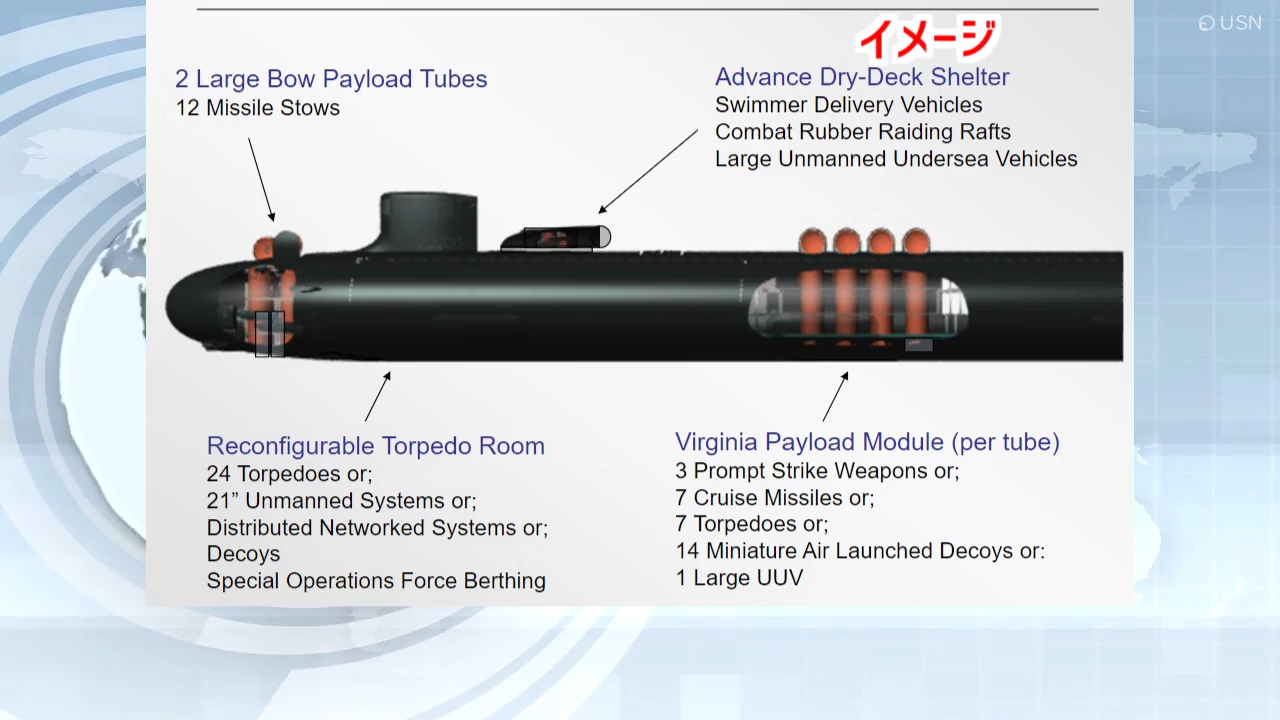 USN
イメージ
2 Large Bow Payload Tubes
12 Missile Stows
Advance Dry-Deck Shelter
Swimmer Delivery Vehicles
Combat Rubber Raiding Rafts
Large Unmanned Undersea Vehicles
Reconfigurable Torpedo Room
24 Torpedoes or;
21” Unmanned Systems or;
Distributed Networked Systems or;
Decoys
Special Operations Force Berthing
Virginia Payload Module (per tube)
3 Prompt Strike Weapons or;
7 Cruise Missiles or;
7 Torpedoes or;
14 Miniature Air Launched Decoys or:
1 Large UUV